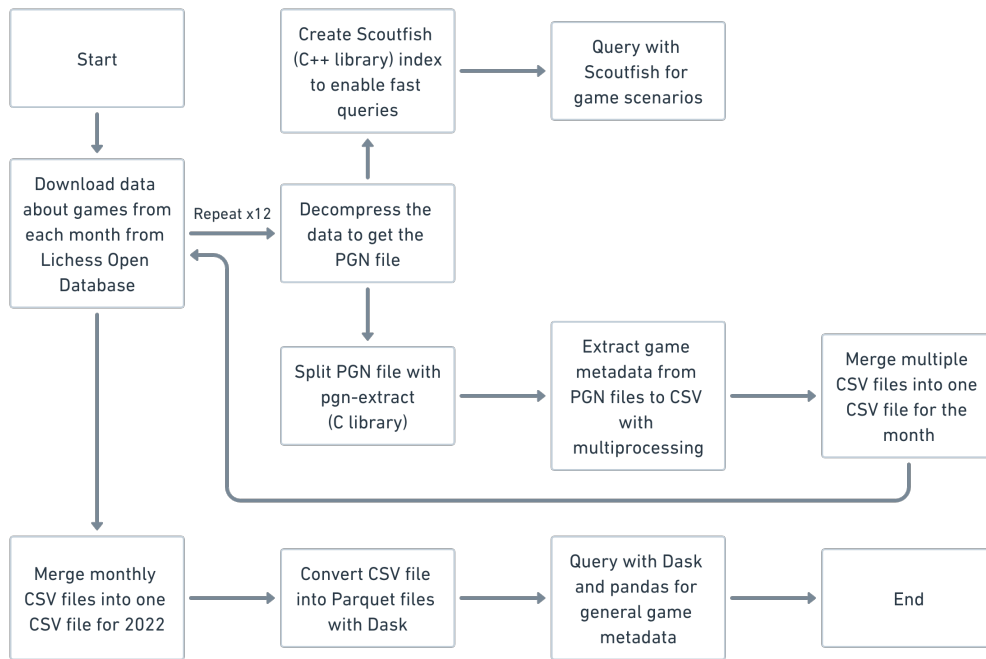 Start
Create Scoutfish
(C++ library) index
to enable fast
queries
Query with
Scoutfish for
game scenarios
Download data
about games from
each month from
Lichess Open
Database
Repeat x12
Decompress the
data to get the
PGN file
Split PGN file with
pgn-extract
(C library)
Extract game
metadata from
PGN files to CSV
with
multiprocessing
Merge multiple
CSV files into one
CSV file for the
month
Merge monthly
CSV files into one
CSV file for 2022
Convert CSV file
into Parquet files
with Dask
Query with Dask
and pandas for
general game
metadata
End